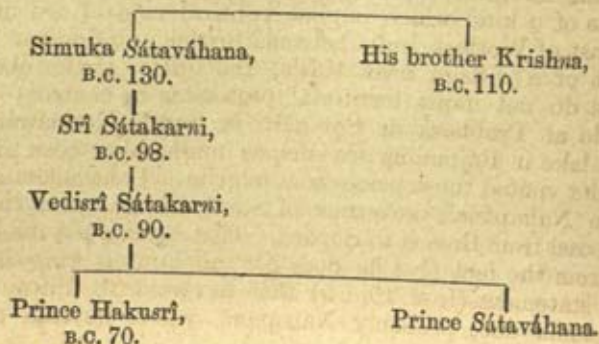 Simuka Sátaváhana,
B.C. 130.
His brother Krishna,
B.C. 110.
Srî Sátakarni,
B.C. 98.
Vedisrî Sátakarni,
B.C. 90.
Prince Hakusrî,
B.C. 70.
Prince Sátaváhana.